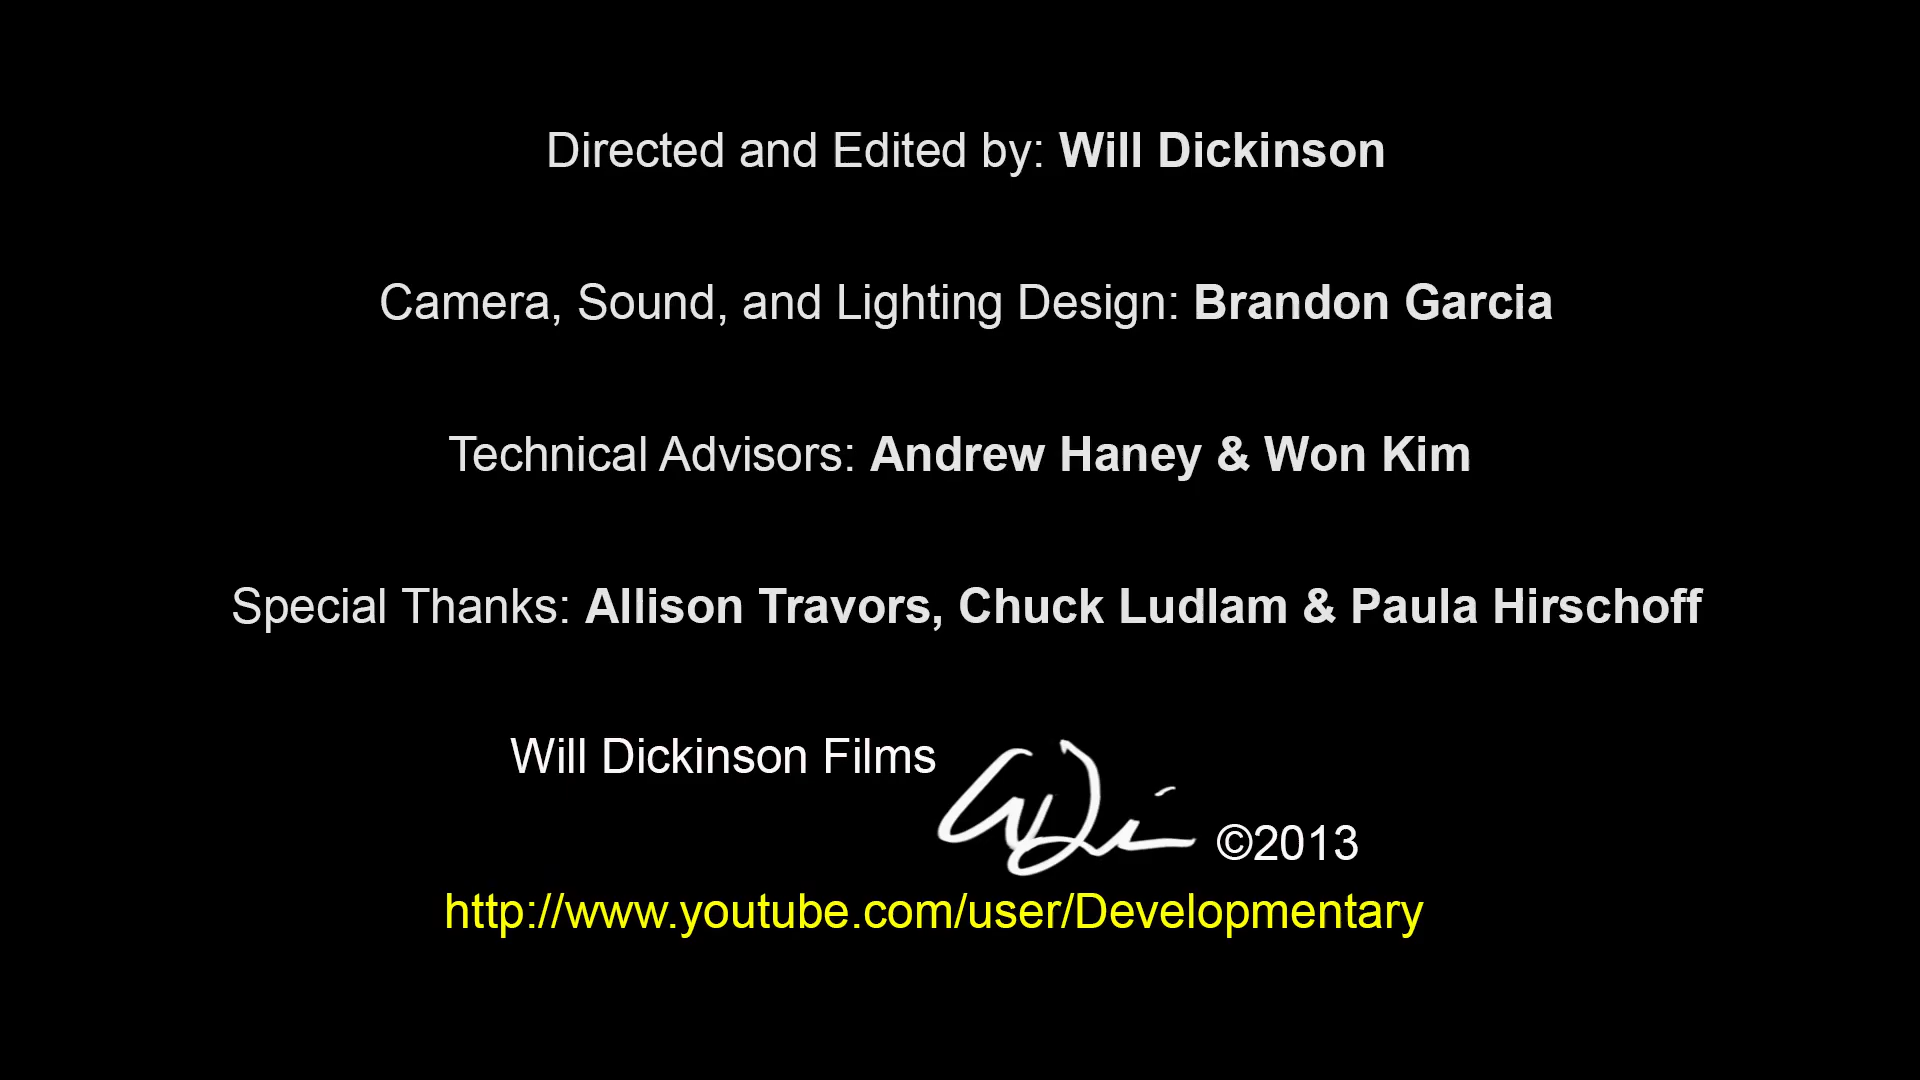 Directed and Edited by: Will Dickinson
Camera, Sound, and Lighting Design: Brandon Garcia
Technical Advisors: Andrew Haney & Won Kim
Special Thanks: Allison Travors, Chuck Ludlam & Paula Hirschoff
Will Dickinson Films
©2013
http://www.youtube.com/user/Developmentary